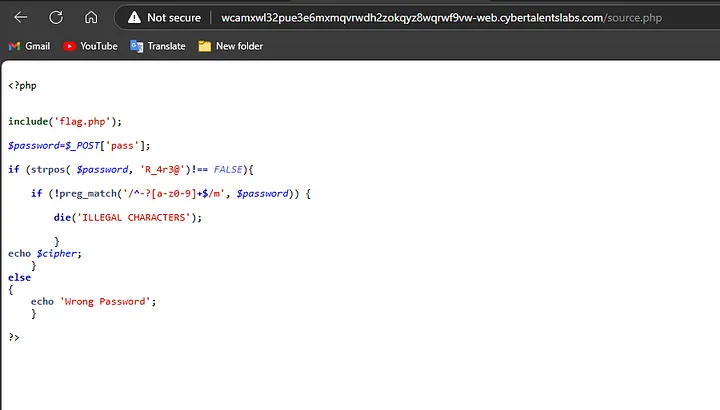 Not secure wcamxwl32pue3e6mxmqvrwdh2zokqyz8wqrwf9vw-web.cybertalentslabs.com/source.php
Gmail YouTube Translate New folder
<?php
include('flag.php');
$password=$_POST['pass'];
if (strpos( $password, 'R_4r3@')!== FALSE){
if (!preg_match('/^-?[a-z0-9]+$/m', $password)) {
die('ILLEGAL CHARACTERS');
}
echo $cipher;
}
else
{
echo 'Wrong Password';
}
?>